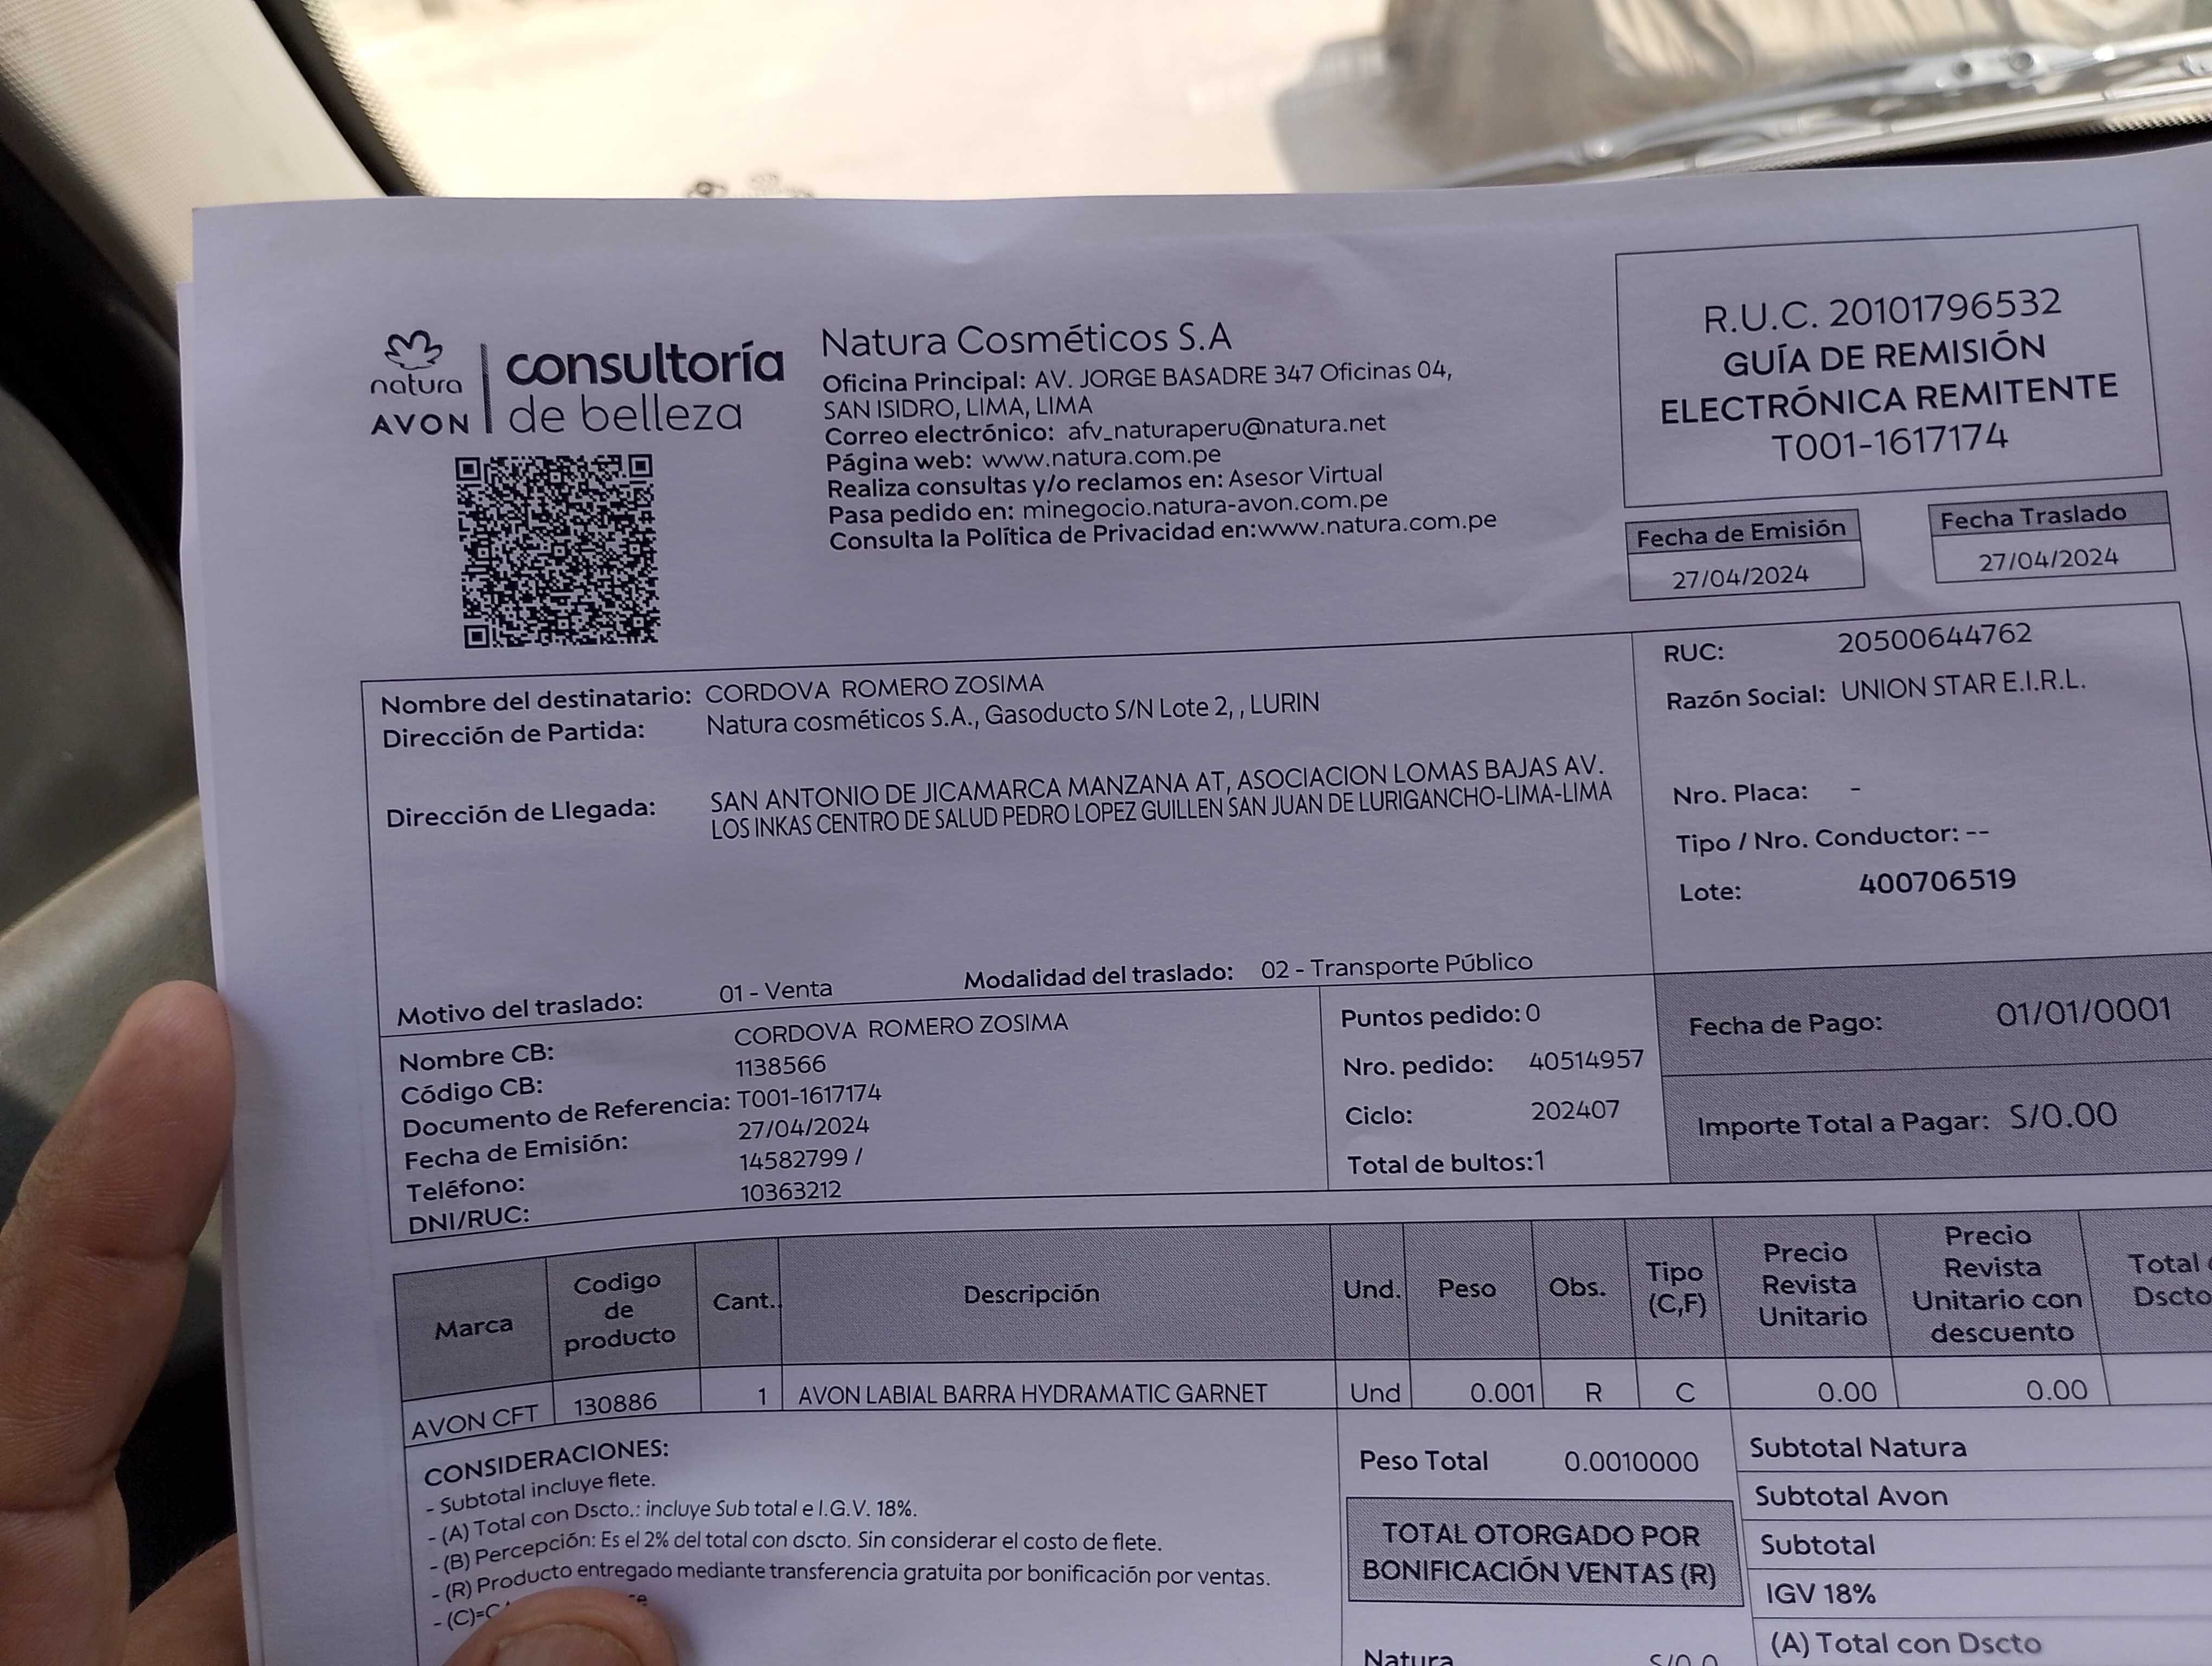 natura
AVON
consultoría
de belleza
Natura Cosméticos S.A
Oficina Principal: AV. JORGE BASADRE 347 Oficinas 04,
SAN ISIDRO, LIMA, LIMA
Correo electrónico: afv_naturaperu@natura.net
Página web: www.natura.com.pe
Realiza consultas y/o reclamos en: Asesor Virtual
Pasa pedido en: minegocio.natura-avon.com.pe
Consulta la Política de Privacidad en:www.natura.com.pe
R.U.C. 20101796532
GUÍA DE REMISIÓN
ELECTRÓNICA REMITENTE
T001-1617174
Fecha de Emisión
27/04/2024
Fecha Traslado
27/04/2024
Nombre del destinatario: CORDOVA ROMERO ZOSIMA
Dirección de Partida: Natura cosméticos S.A., Gasoducto S/N Lote 2, , LURIN
Dirección de Llegada: SAN ANTONIO DE JICAMARCA MANZANA AT, ASOCIACION LOMAS BAJAS AV.
LOS INKAS CENTRO DE SALUD PEDRO LOPEZ GUILLEN SAN JUAN DE LURIGANCHO-LIMA-LIMA
Motivo del traslado: 01 - Venta Modalidad del traslado: 02 - Transporte Público
RUC: 20500644762
Razón Social: UNION STAR E.I.R.L.
Nro. Placa: -
Tipo / Nro. Conductor: --
Lote: 400706519
Nombre CB: CORDOVA ROMERO ZOSIMA
Código CB: 1138566
Documento de Referencia: T001-1617174
Fecha de Emisión: 27/04/2024
Teléfono: 14582799 /
DNI/RUC: 10363212
Puntos pedido: 0
Nro. pedido: 40514957
Ciclo: 202407
Total de bultos:1
Fecha de Pago: 01/01/0001
Importe Total a Pagar: S/0.00
Marca
Codigo
de
producto
Cant.
Descripción
Und.
Peso
Obs.
Tipo
(C,F)
Precio
Revista
Unitario
Precio
Revista
Unitario con
descuento
Total
Dscto
AVON CFT 130886 1 AVON LABIAL BARRA HYDRAMATIC GARNET Und 0.001 R C 0.00 0.00
CONSIDERACIONES:
- Subtotal incluye flete.
- (A) Total con Dscto.: incluye Sub total e I.G.V. 18%.
- (B) Percepción: Es el 2% del total con dscto. Sin considerar el costo de flete.
- (R) Producto entregado mediante transferencia gratuita por bonificación por ventas.
- (C)=
Peso Total 0.0010000
TOTAL OTORGADO POR
BONIFICACIÓN VENTAS (R)
Natura
Subtotal Natura
Subtotal Avon
Subtotal
IGV 18%
(A) Total con Dscto